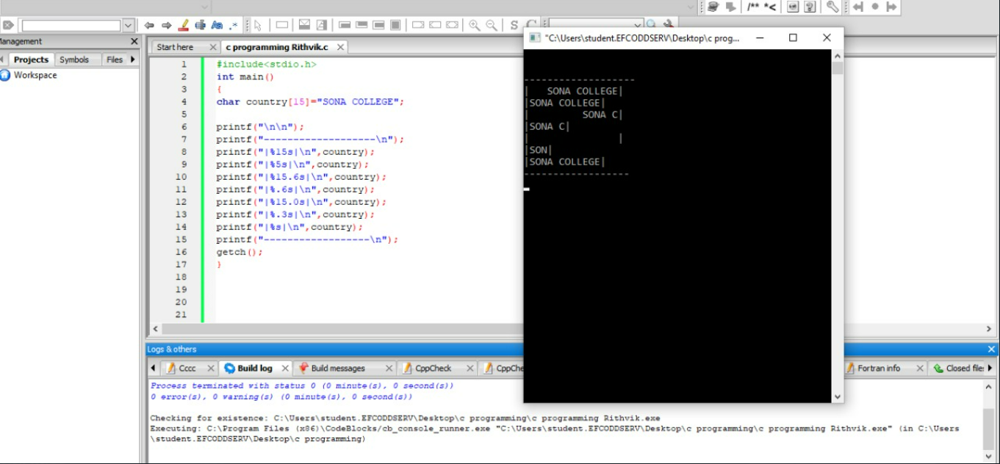 /** *<
S C
Management
"C:\Users\student.EFCODDSERV\Desktop\c prog...
Start here
c programming Rithvik.c
Projects Symbols Files
Workspace
1 #include<stdio.h>
2 int main()
3 {
4 char country[15]="SONA COLLEGE";
5
6 printf("\n\n");
7 printf("-------------------\n");
8 printf("|%15s|\n",country);
9 printf("|%5s|\n",country);
10 printf("|%15.6s|\n",country);
11 printf("|%.6s|\n",country);
12 printf("|%15.0s|\n",country);
13 printf("|%.3s|\n",country);
14 printf("|%s|\n",country);
15 printf("------------------\n");
16 getch();
17 }
18
19
20
21
-------------------
|   SONA COLLEGE|
|SONA COLLEGE|
|         SONA C|
|SONA C|
|               |
|SON|
|SONA COLLEGE|
------------------
Logs & others
Cccc Build log Build messages CppCheck CppChe Fortran info Closed file
Process terminated with status 0 (0 minute(s), 0 second(s))
0 error(s), 0 warning(s) (0 minute(s), 0 second(s))
Checking for existence: C:\Users\student.EFCODDSERV\Desktop\c programming\c programming Rithvik.exe
Executing: C:\Program Files (x86)\CodeBlocks/cb_console_runner.exe "C:\Users\student.EFCODDSERV\Desktop\c programming\c programming Rithvik.exe" (in C:\Users
\student.EFCODDSERV\Desktop\c programming)